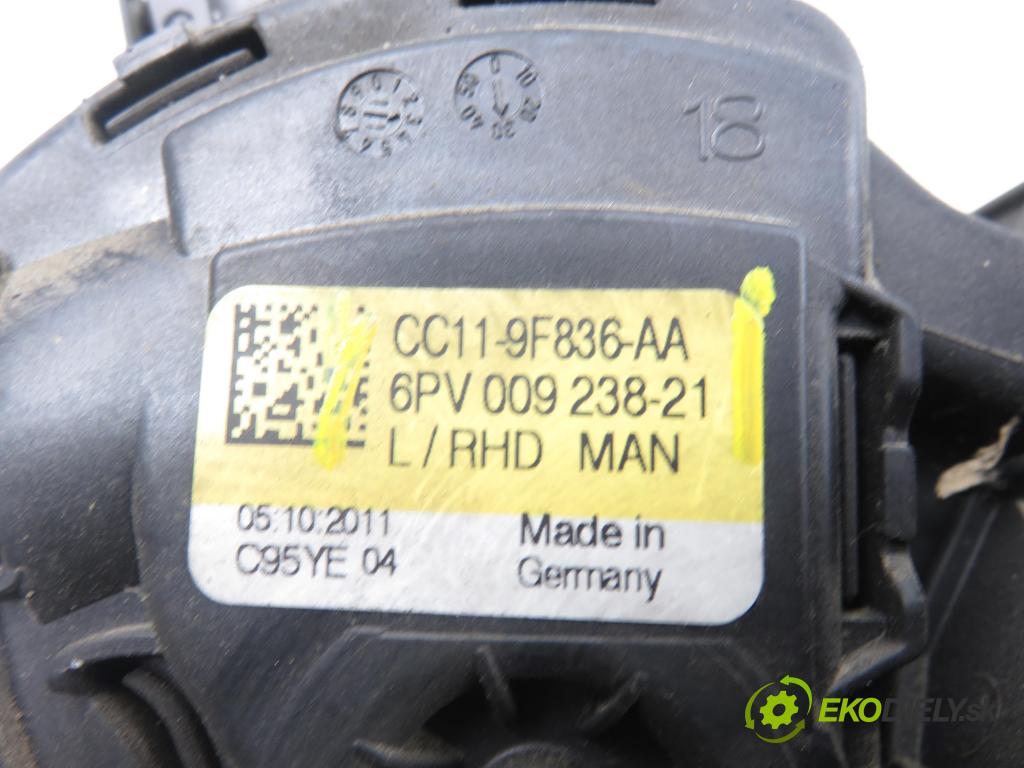 18
CC11-9F836-AA
6PV 009 238-21
L / RHD MAN
05.10.2011
C95YE 04
Made in
Germany
EKODIELY.sk